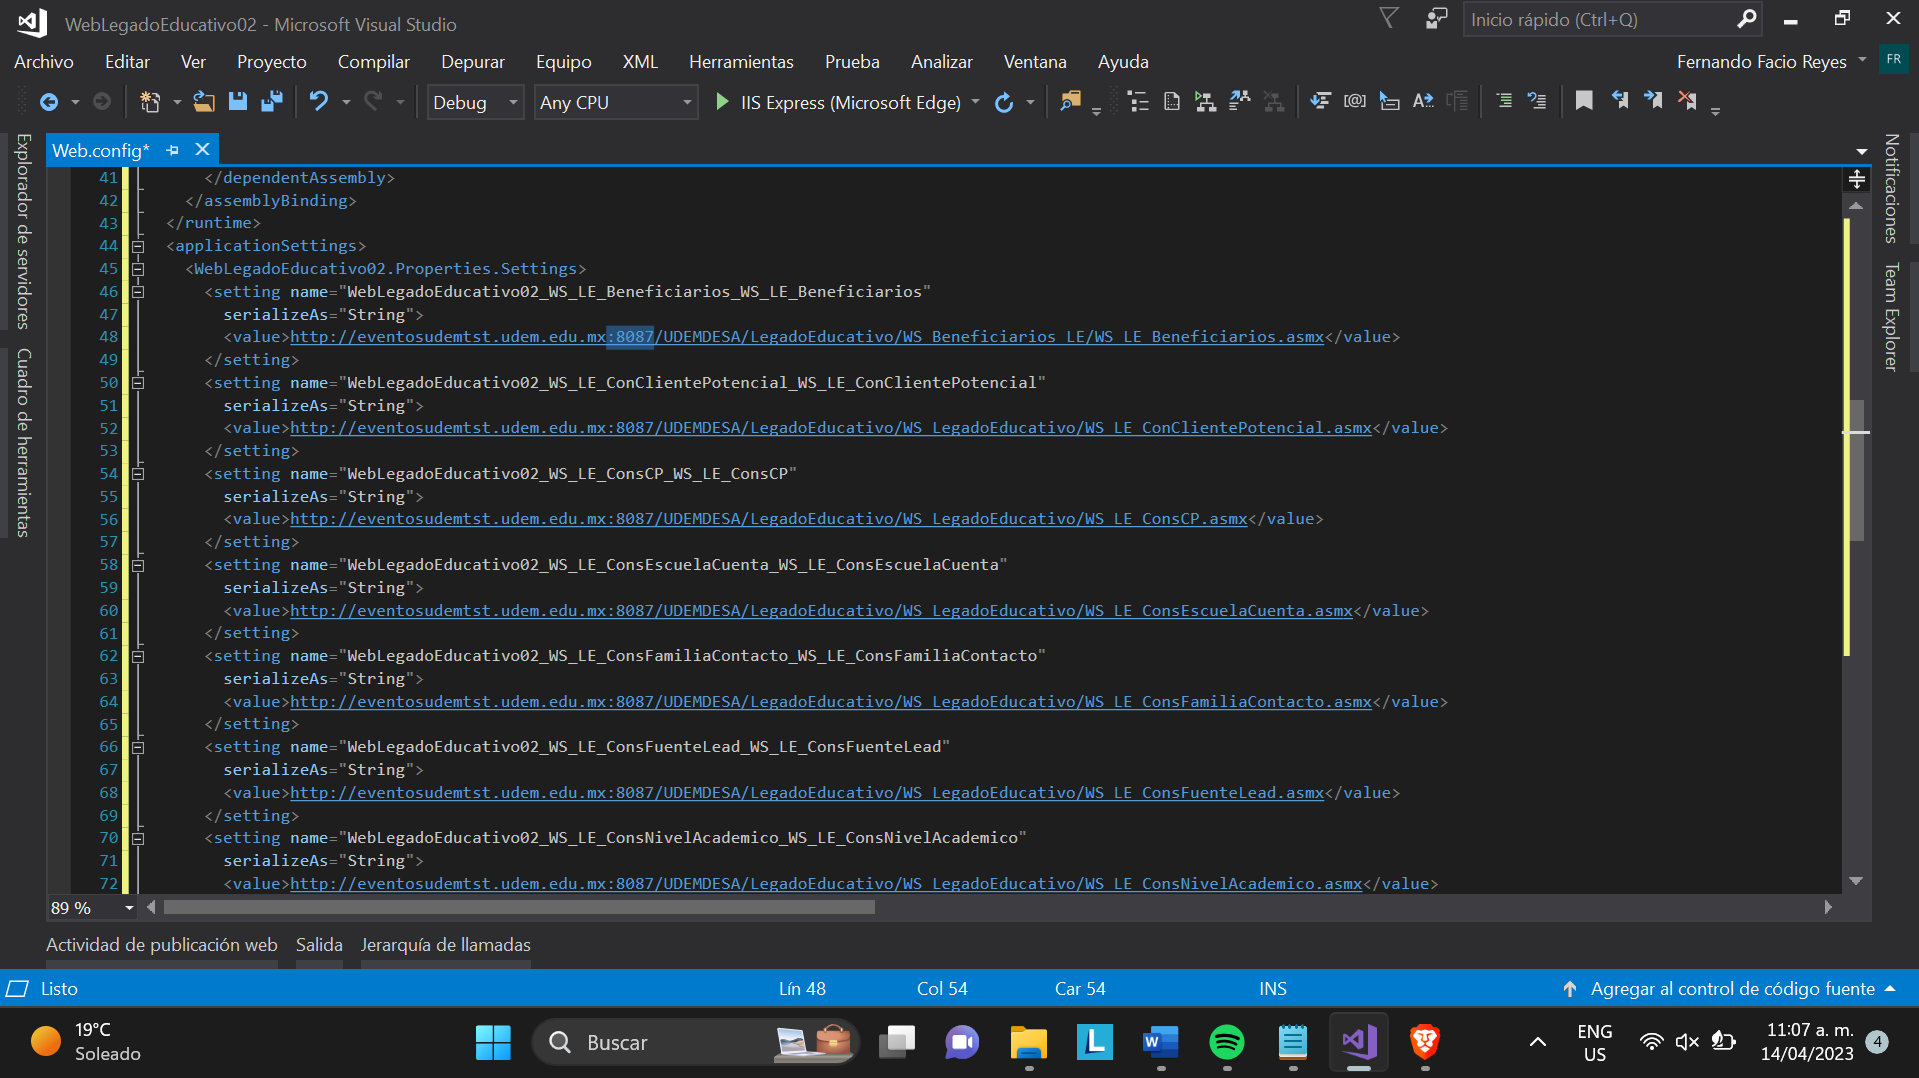 WebLegadoEducativo02 - Microsoft Visual Studio
Inicio rápido (Ctrl+Q)
Archivo Editar Ver Proyecto Compilar Depurar Equipo XML Herramientas Prueba Analizar Ventana Ayuda
Fernando Facio Reyes FR
Debug Any CPU IIS Express (Microsoft Edge)
Explorador de servidores
Cuadro de herramientas
Web.config*
41 </dependentAssembly>
42 </assemblyBinding>
43 </runtime>
44 <applicationSettings>
45 <WebLegadoEducativo02.Properties.Settings>
46 <setting name="WebLegadoEducativo02_WS_LE_Beneficiarios_WS_LE_Beneficiarios"
47 serializeAs="String">
48 <value>http://eventosudemtst.udem.edu.mx:8087/UDEMDESA/LegadoEducativo/WS_Beneficiarios_LE/WS_LE_Beneficiarios.asmx</value>
49 </setting>
50 <setting name="WebLegadoEducativo02_WS_LE_ConClientePotencial_WS_LE_ConClientePotencial"
51 serializeAs="String">
52 <value>http://eventosudemtst.udem.edu.mx:8087/UDEMDESA/LegadoEducativo/WS_LegadoEducativo/WS_LE_ConClientePotencial.asmx</value>
53 </setting>
54 <setting name="WebLegadoEducativo02_WS_LE_ConsCP_WS_LE_ConsCP"
55 serializeAs="String">
56 <value>http://eventosudemtst.udem.edu.mx:8087/UDEMDESA/LegadoEducativo/WS_LegadoEducativo/WS_LE_ConsCP.asmx</value>
57 </setting>
58 <setting name="WebLegadoEducativo02_WS_LE_ConsEscuelaCuenta_WS_LE_ConsEscuelaCuenta"
59 serializeAs="String">
60 <value>http://eventosudemtst.udem.edu.mx:8087/UDEMDESA/LegadoEducativo/WS_LegadoEducativo/WS_LE_ConsEscuelaCuenta.asmx</value>
61 </setting>
62 <setting name="WebLegadoEducativo02_WS_LE_ConsFamiliaContacto_WS_LE_ConsFamiliaContacto"
63 serializeAs="String">
64 <value>http://eventosudemtst.udem.edu.mx:8087/UDEMDESA/LegadoEducativo/WS_LegadoEducativo/WS_LE_ConsFamiliaContacto.asmx</value>
65 </setting>
66 <setting name="WebLegadoEducativo02_WS_LE_ConsFuenteLead_WS_LE_ConsFuenteLead"
67 serializeAs="String">
68 <value>http://eventosudemtst.udem.edu.mx:8087/UDEMDESA/LegadoEducativo/WS_LegadoEducativo/WS_LE_ConsFuenteLead.asmx</value>
69 </setting>
70 <setting name="WebLegadoEducativo02_WS_LE_ConsNivelAcademico_WS_LE_ConsNivelAcademico"
71 serializeAs="String">
72 <value>http://eventosudemtst.udem.edu.mx:8087/UDEMDESA/LegadoEducativo/WS_LegadoEducativo/WS_LE_ConsNivelAcademico.asmx</value>
Notificaciones
Team Explorer
89 %
Actividad de publicación web Salida Jerarquía de llamadas
Listo Lín 48 Col 54 Car 54 INS Agregar al control de código fuente
19°C
Soleado
Buscar
L
W
ENG
US
11:07 a. m.
14/04/2023
4